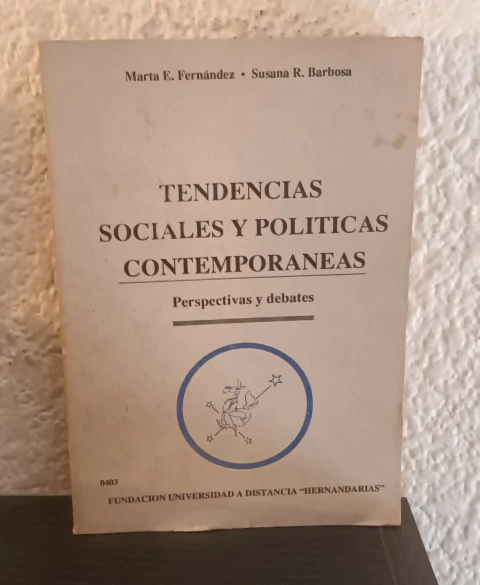 Marta E. Fernández • Susana R. Barbosa
TENDENCIAS
SOCIALES Y POLITICAS
CONTEMPORANEAS
Perspectivas y debates
0403
FUNDACION UNIVERSIDAD A DISTANCIA "HERNANDARIAS"